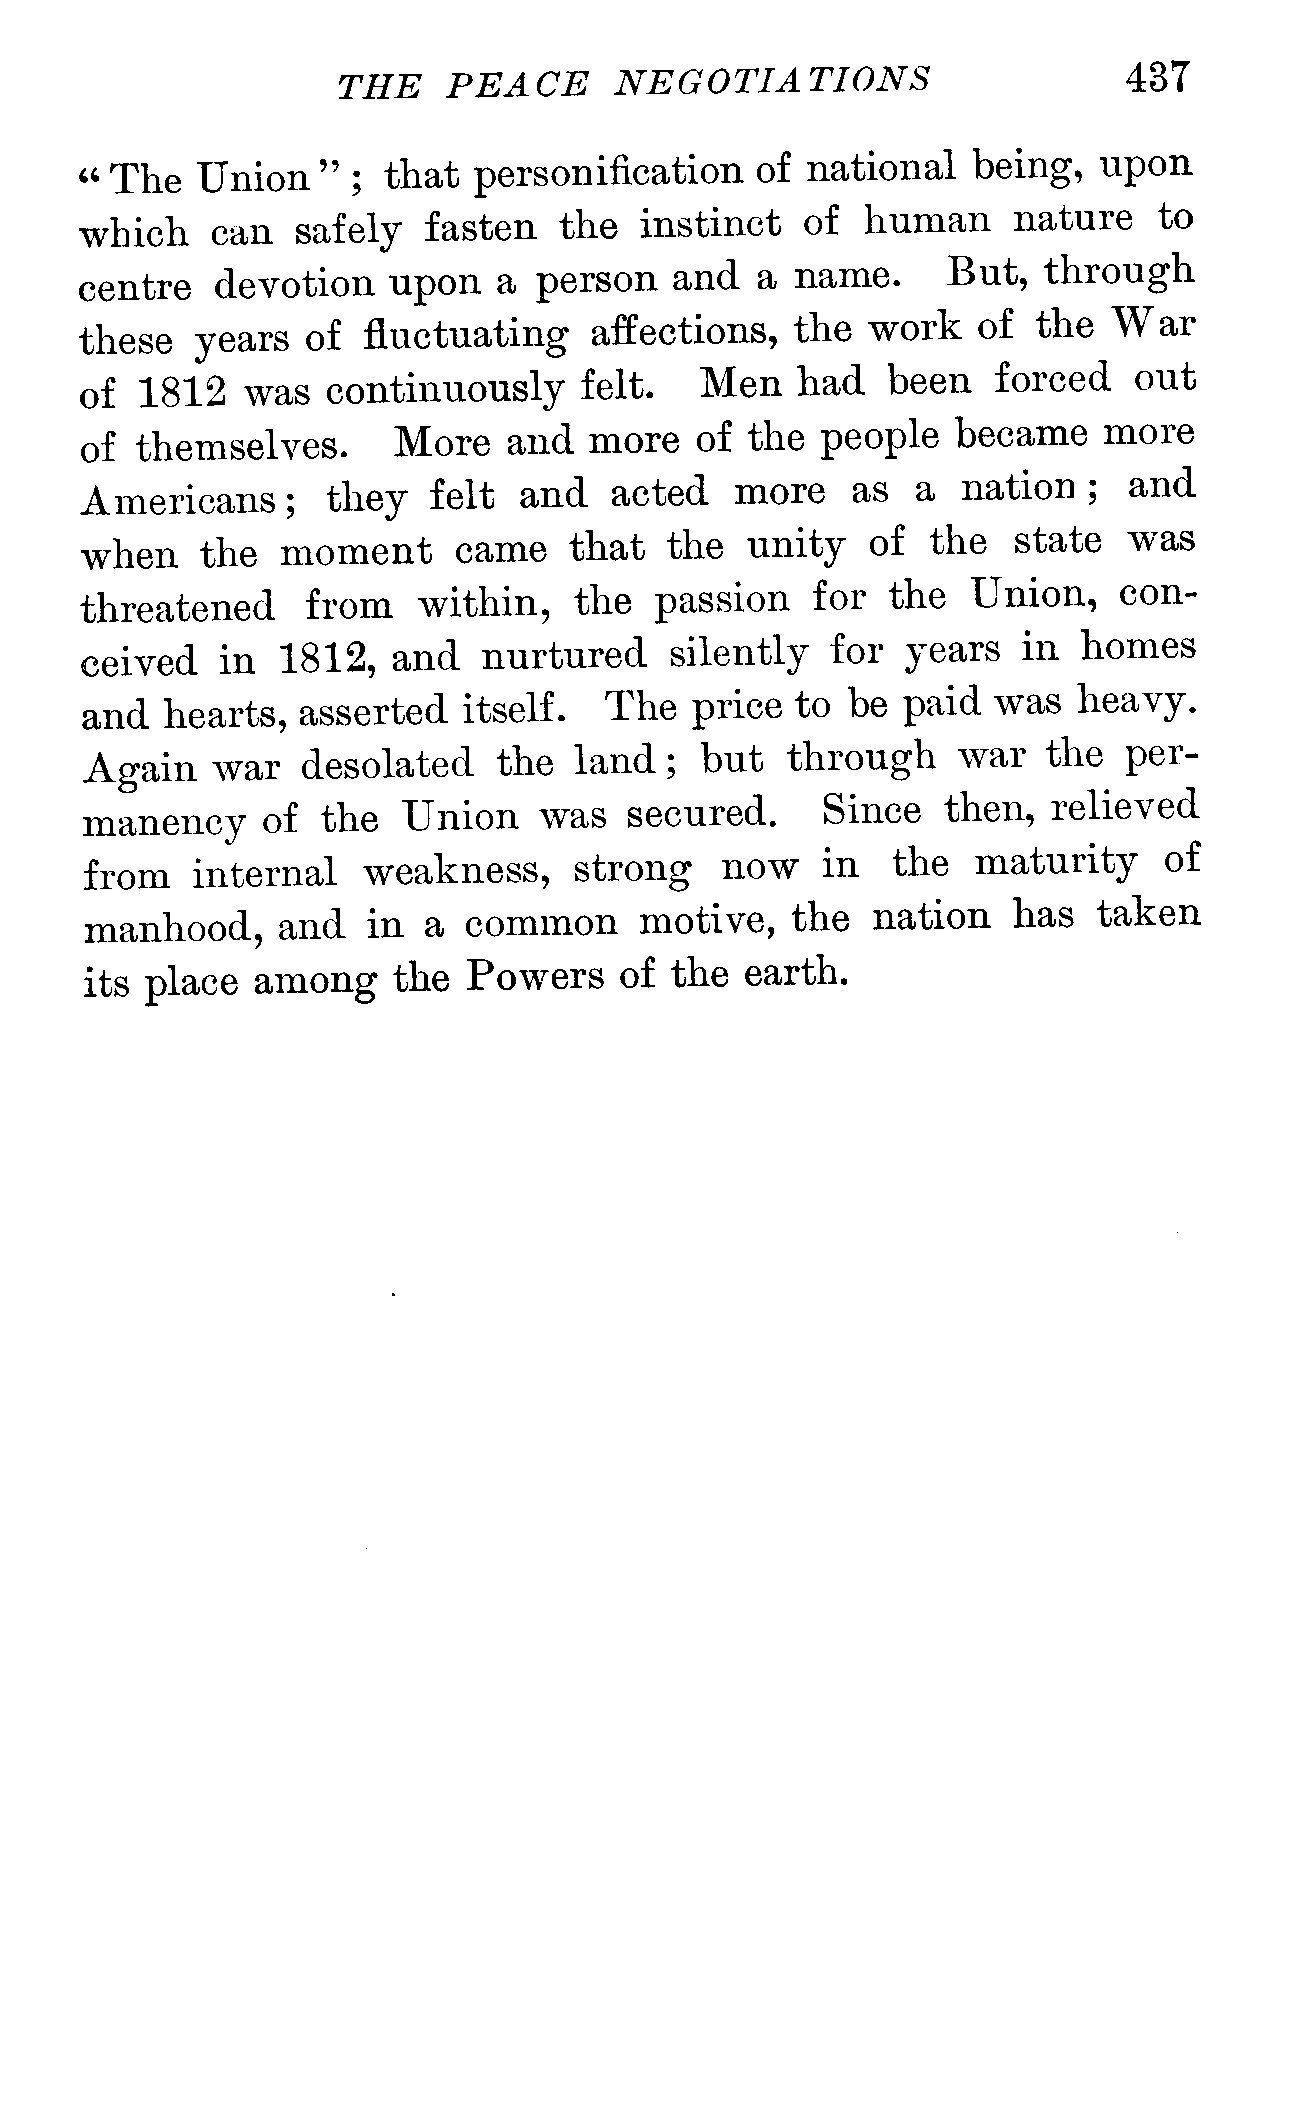 THE PEACE NEGOTIATIONS 437
“The Union”; that personification of national being, upon
which can safely fasten the instinct of human nature to
centre devotion upon a person and a name. But, through
these years of fluctuating affections, the work of the War
of 1812 was continuously felt. Men had been forced out
of themselves. More and more of the people became more
Americans; they felt and acted more as a nation; and
when the moment came that the unity of the state was
threatened from within, the passion for the Union, con-
ceived in 1812, and nurtured silently for years in homes
and hearts, asserted itself. The price to be paid was heavy.
Again war desolated the land; but through war the per-
manency of the Union was secured. Since then, relieved
from internal weakness, strong now in the maturity of
manhood, and in a common motive, the nation has taken
its place among the Powers of the earth.